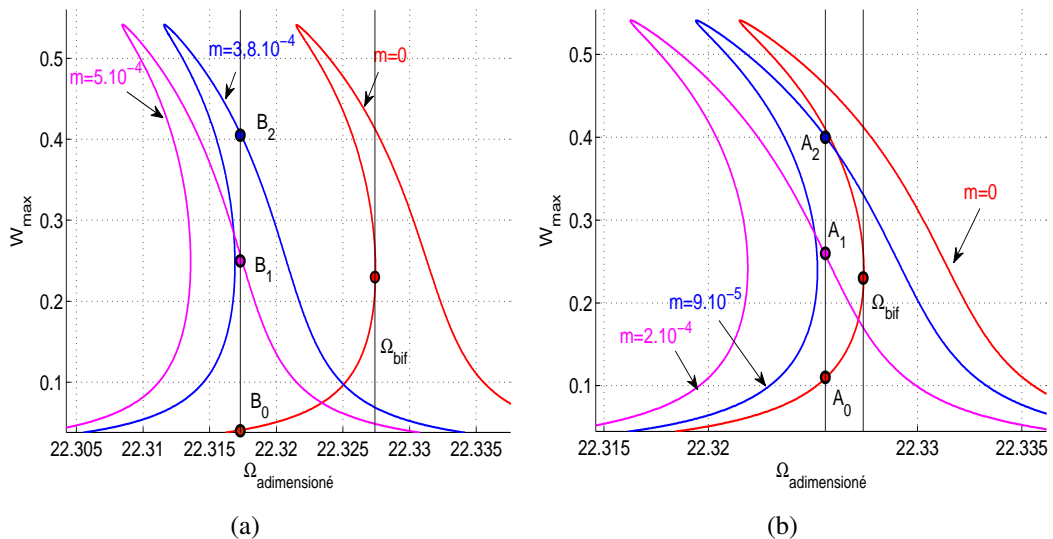 m=3,8.10⁻⁴
m=0
m=5.10⁻⁴
B₂
B₁
B₀
Ω_bif
W_max
0.5
0.4
0.3
0.2
0.1
22.305
22.31
22.315
22.32
22.325
22.33
22.335
Ω_adimensioné
(a)
A₂
m=0
A₁
m=9.10⁻⁵
m=2.10⁻⁴
Ω_bif
A₀
W_max
0.5
0.4
0.3
0.2
0.1
22.315
22.32
22.325
22.33
22.335
Ω_adimensioné
(b)